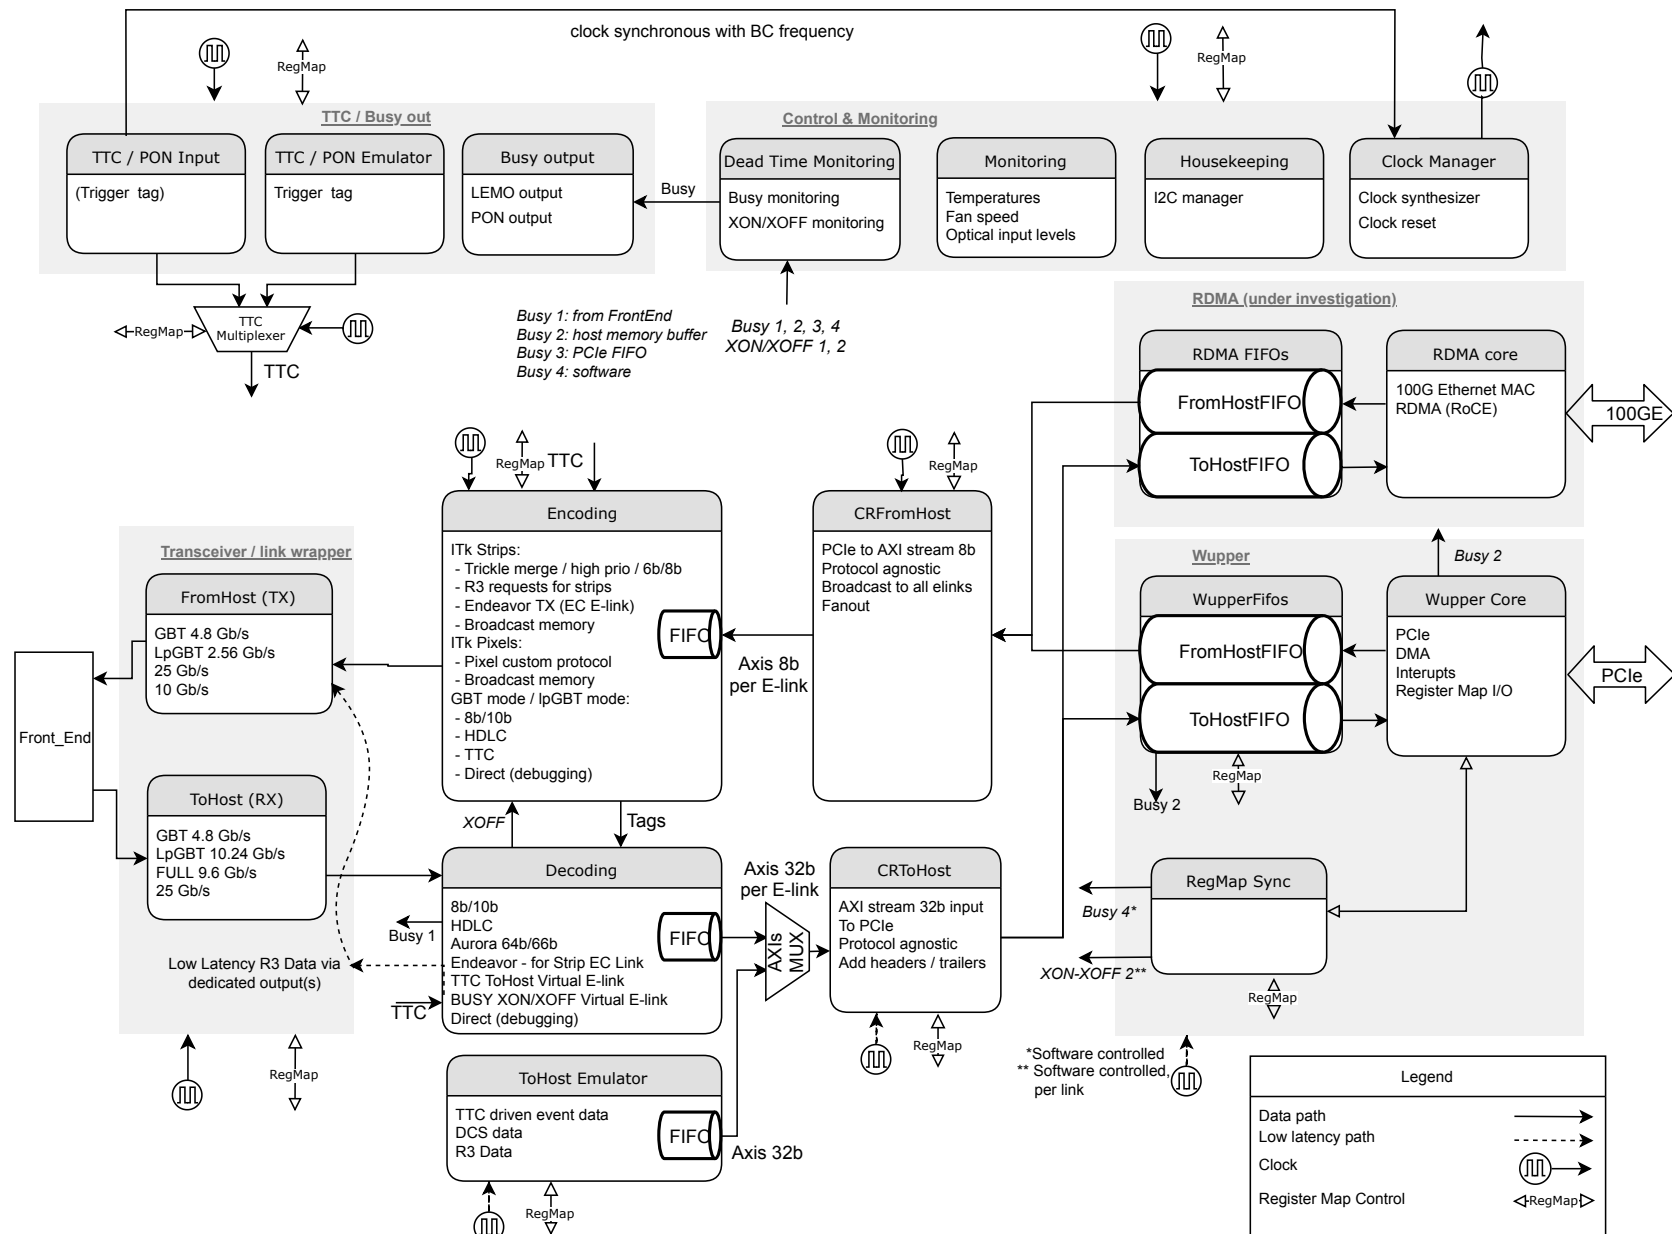 clock synchronous with BC frequency
RegMap
RegMap
TTC / Busy out
Control & Monitoring
TTC / PON Input
(Trigger tag)
TTC / PON Emulator
Trigger tag
Busy output
LEMO output
PON output
Busy
Dead Time Monitoring
Busy monitoring
XON/XOFF monitoring
Monitoring
Temperatures
Fan speed
Optical input levels
Housekeeping
I2C manager
Clock Manager
Clock synthesizer
Clock reset
RegMap
TTC
Multiplexer
TTC
Busy 1: from FrontEnd
Busy 2: host memory buffer
Busy 3: PCIe FIFO
Busy 4: software
Busy 1, 2, 3, 4
XON/XOFF 1, 2
RDMA (under investigation)
RDMA FIFOs
FromHostFIFO
ToHostFIFO
RDMA core
100G Ethernet MAC
RDMA (RoCE)
100GE
RegMap
TTC
RegMap
Encoding
ITk Strips:
- Trickle merge / high prio / 6b/8b
- R3 requests for strips
- Endeavor TX (EC E-link)
- Broadcast memory
ITk Pixels:
- Pixel custom protocol
- Broadcast memory
GBT mode / lpGBT mode:
- 8b/10b
- HDLC
- TTC
- Direct (debugging)
FIFO
Axis 8b
per E-link
CRFromHost
PCIe to AXI stream 8b
Protocol agnostic
Broadcast to all elinks
Fanout
Wupper
Busy 2
WupperFifos
FromHostFIFO
ToHostFIFO
Wupper Core
PCIe
DMA
Interupts
Register Map I/O
PCIe
RegMap
Busy 2
Transceiver / link wrapper
FromHost (TX)
GBT 4.8 Gb/s
LpGBT 2.56 Gb/s
25 Gb/s
10 Gb/s
Front_End
ToHost (RX)
GBT 4.8 Gb/s
LpGBT 10.24 Gb/s
FULL 9.6 Gb/s
25 Gb/s
Low Latency R3 Data via
dedicated output(s)
RegMap
XOFF
Tags
Decoding
8b/10b
HDLC
Aurora 64b/66b
Endeavor - for Strip EC Link
TTC ToHost Virtual E-link
BUSY XON/XOFF Virtual E-link
Direct (debugging)
FIFO
Busy 1
TTC
Axis 32b
per E-link
AXIs
MUX
CRToHost
AXI stream 32b input
To PCIe
Protocol agnostic
Add headers / trailers
RegMap
RegMap Sync
Busy 4*
XON-XOFF 2**
RegMap
*Software controlled
** Software controlled,
per link
ToHost Emulator
TTC driven event data
DCS data
R3 Data
FIFO
Axis 32b
RegMap
Legend
Data path
Low latency path
Clock
Register Map Control
RegMap